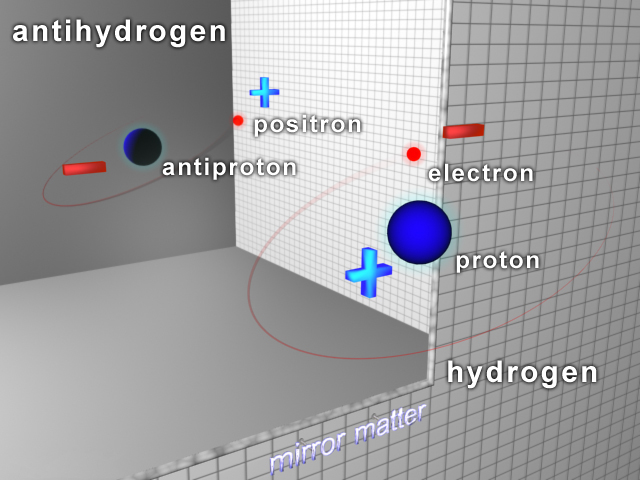 antihydrogen
positron
antiproton
electron
proton
hydrogen
mirror matter